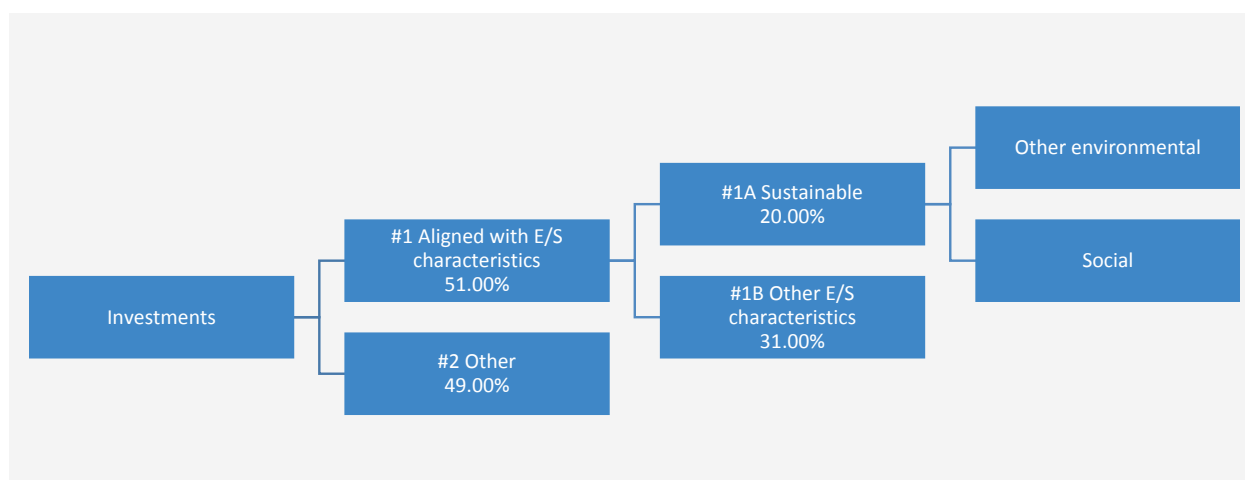 Investments
#1 Aligned with E/S
characteristics
51.00%
#2 Other
49.00%
#1A Sustainable
20.00%
#1B Other E/S
characteristics
31.00%
Other environmental
Social